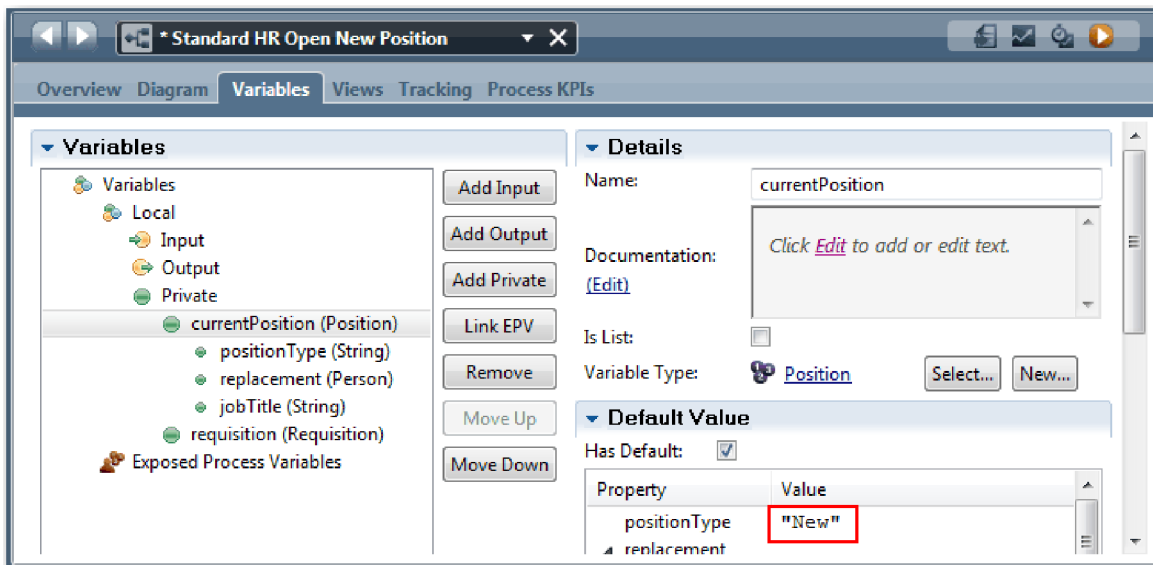 * Standard HR Open New Position
Overview Diagram Variables Views Tracking Process KPIs
Variables
Variables
Local
Input
Output
Private
currentPosition (Position)
positionType (String)
replacement (Person)
jobTitle (String)
requisition (Requisition)
Exposed Process Variables
Add Input
Add Output
Add Private
Link EPV
Remove
Move Up
Move Down
Details
Name: currentPosition
Documentation: (Edit)
Click Edit to add or edit text.
Is List:
Variable Type: Position Select... New...
Default Value
Has Default:
Property Value
positionType "New"
replacement